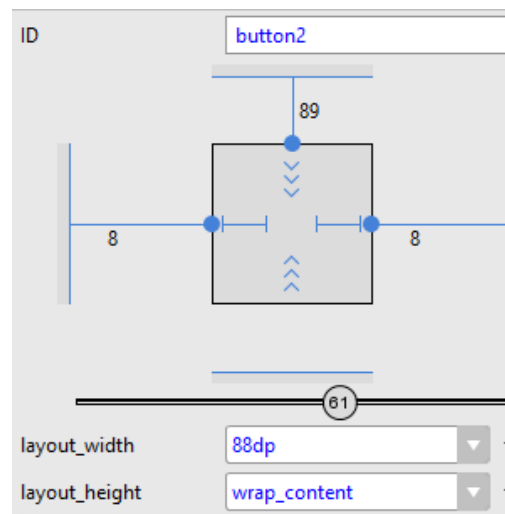 ID button2
89
8 8
61
layout_width 88dp
layout_height wrap_content